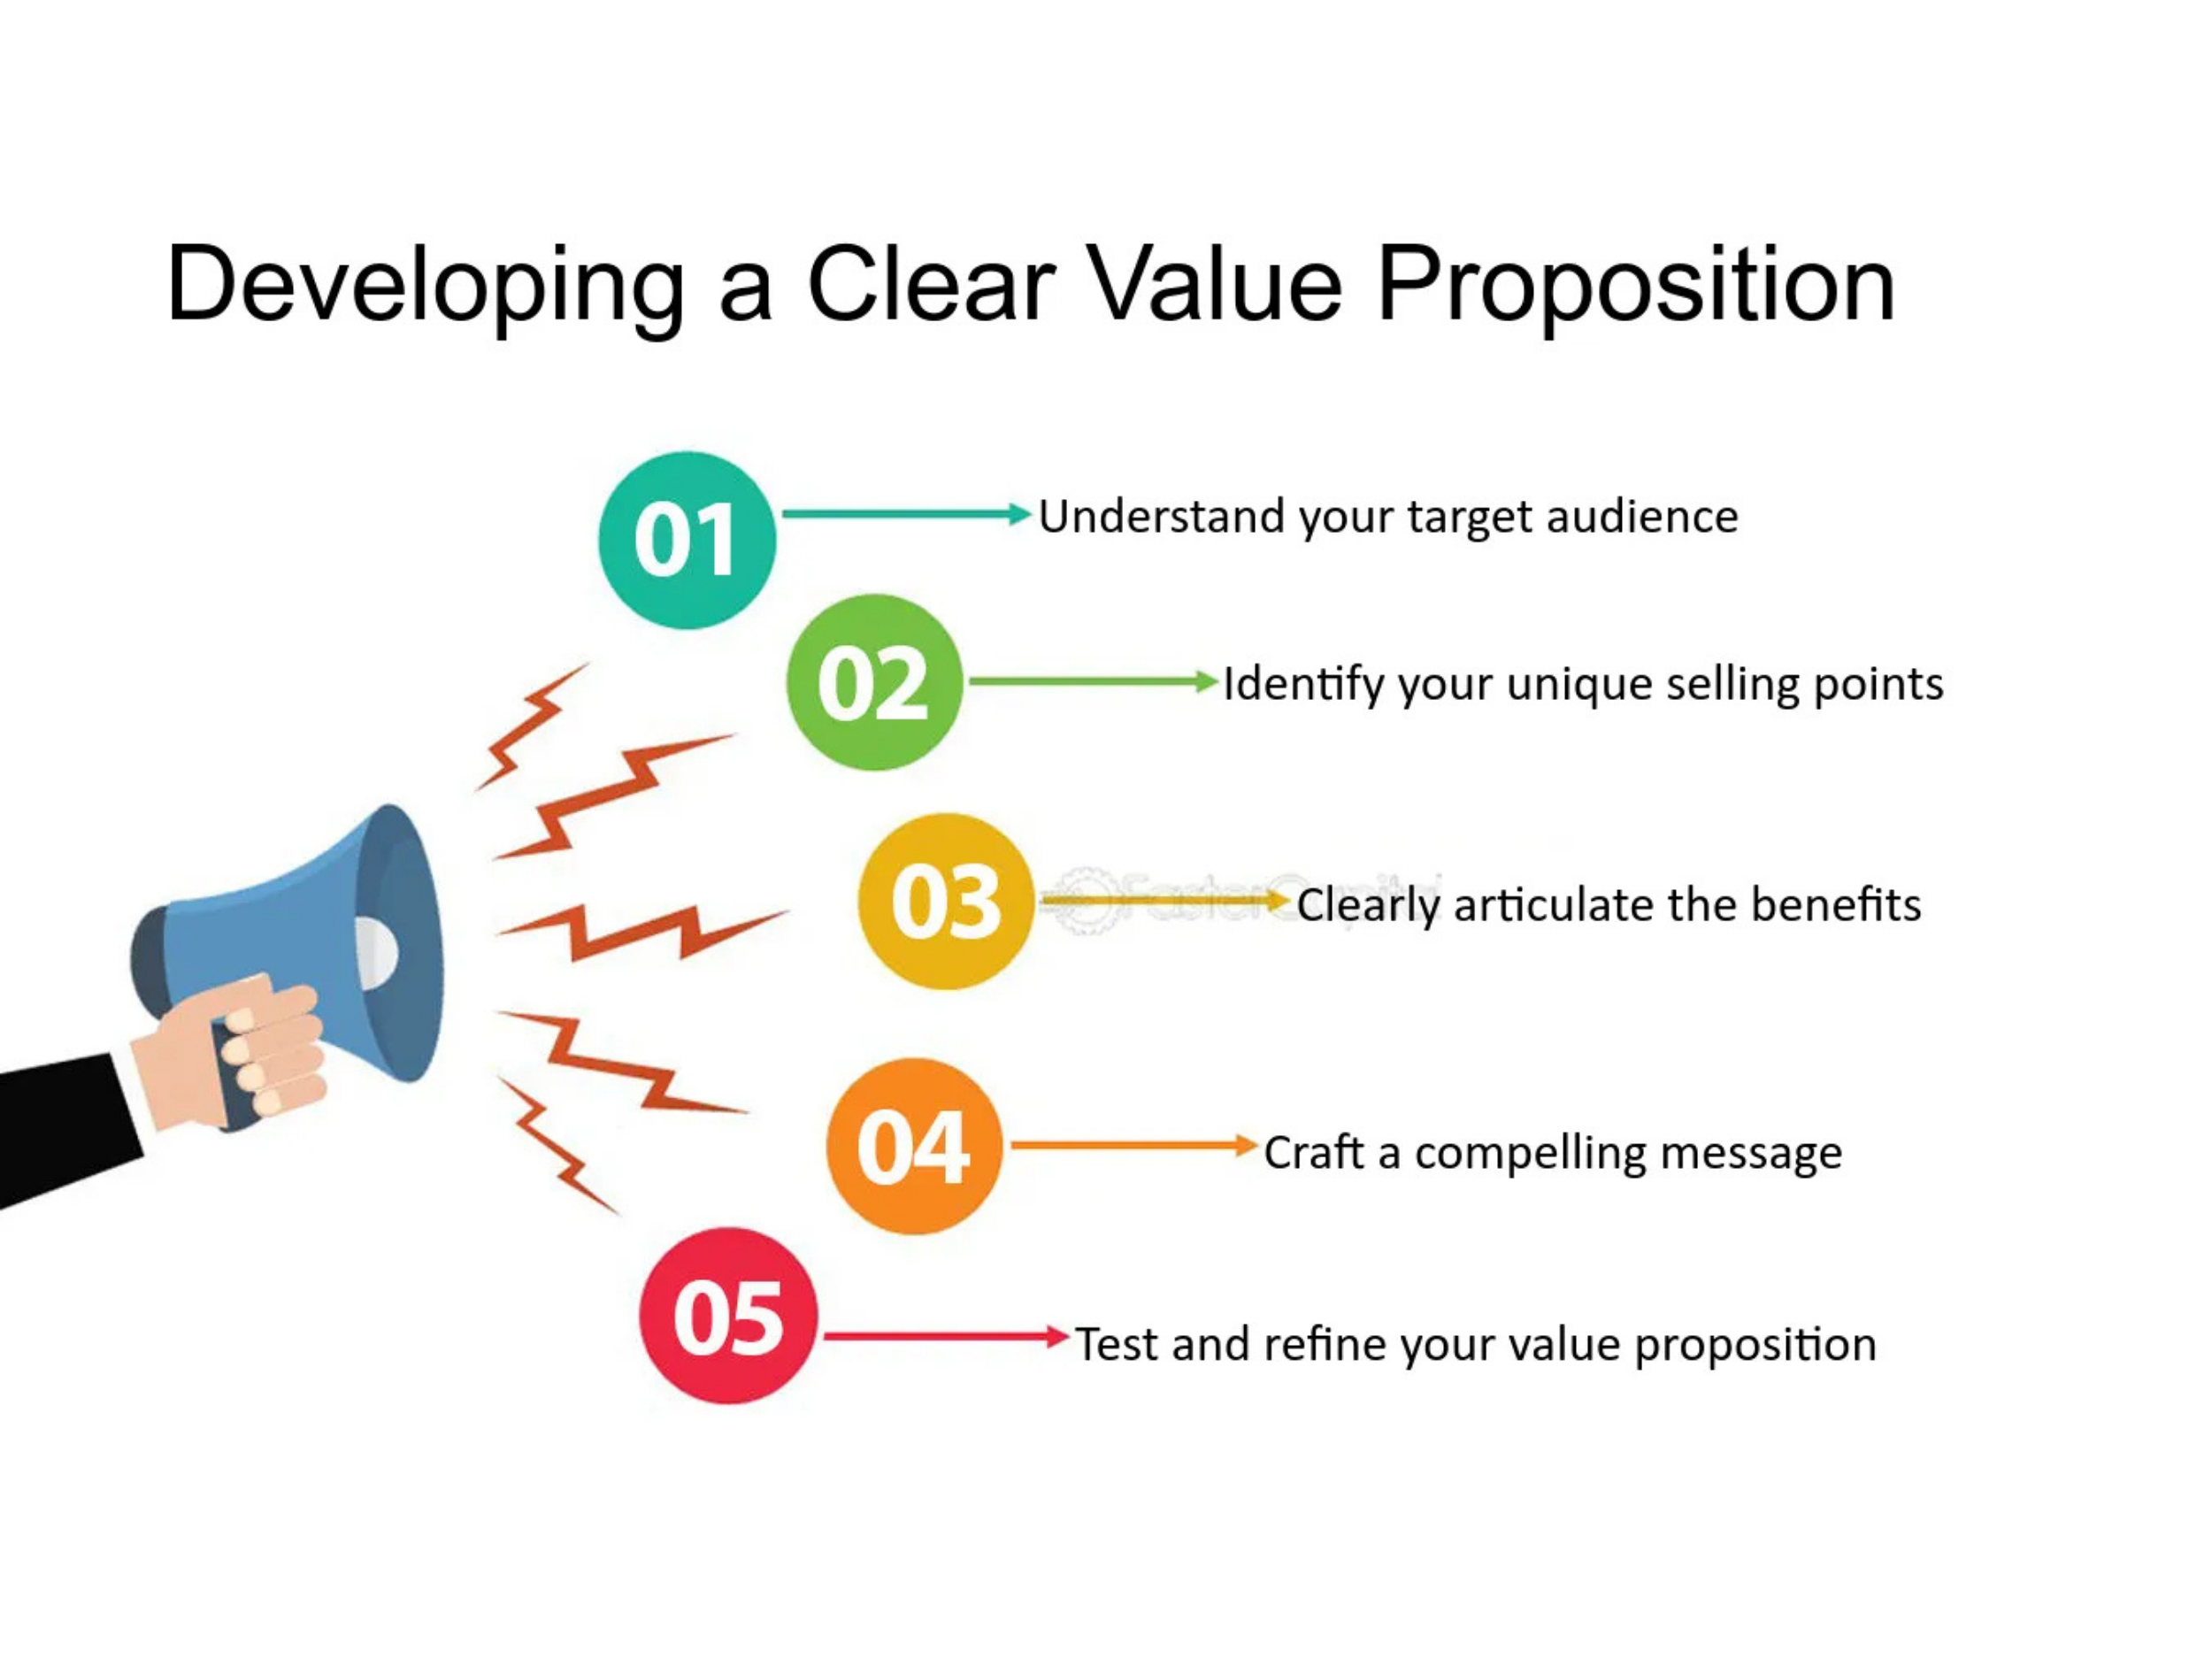 Developing a Clear Value Proposition
01 Understand your target audience
02 Identify your unique selling points
03 Clearly articulate the benefits
FasterCapital
04 Craft a compelling message
05 Test and refine your value proposition